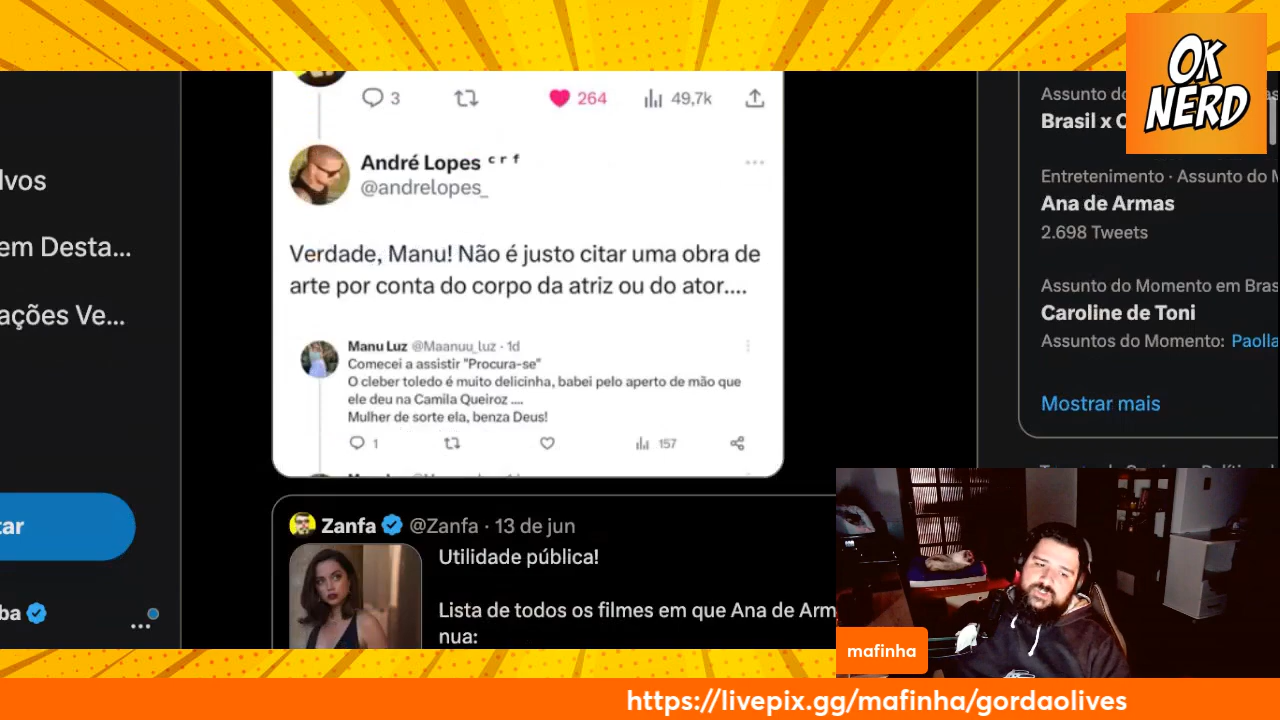 OK
NERD
lvos
em Desta...
ações Ve...
tar
ba
3
264
49,7k
André Lopes ᶜ ʳ ᶠ
@andrelopes_
Verdade, Manu! Não é justo citar uma obra de
arte por conta do corpo da atriz ou do ator....
Manu Luz @Maanuu_luz · 1d
Comecei a assistir "Procura-se"
O cleber toledo é muito delicinha, babei pelo aperto de mão que
ele deu na Camila Queiroz ....
Mulher de sorte ela, benza Deus!
1
157
Zanfa @Zanfa · 13 de jun
Utilidade pública!
Lista de todos os filmes em que Ana de Arm
nua:
Assunto do
Brasil x C
Entretenimento · Assunto do M
Ana de Armas
2.698 Tweets
Assunto do Momento em Bras
Caroline de Toni
Assuntos do Momento: Paolla
Mostrar mais
mafinha
https://livepix.gg/mafinha/gordaolives